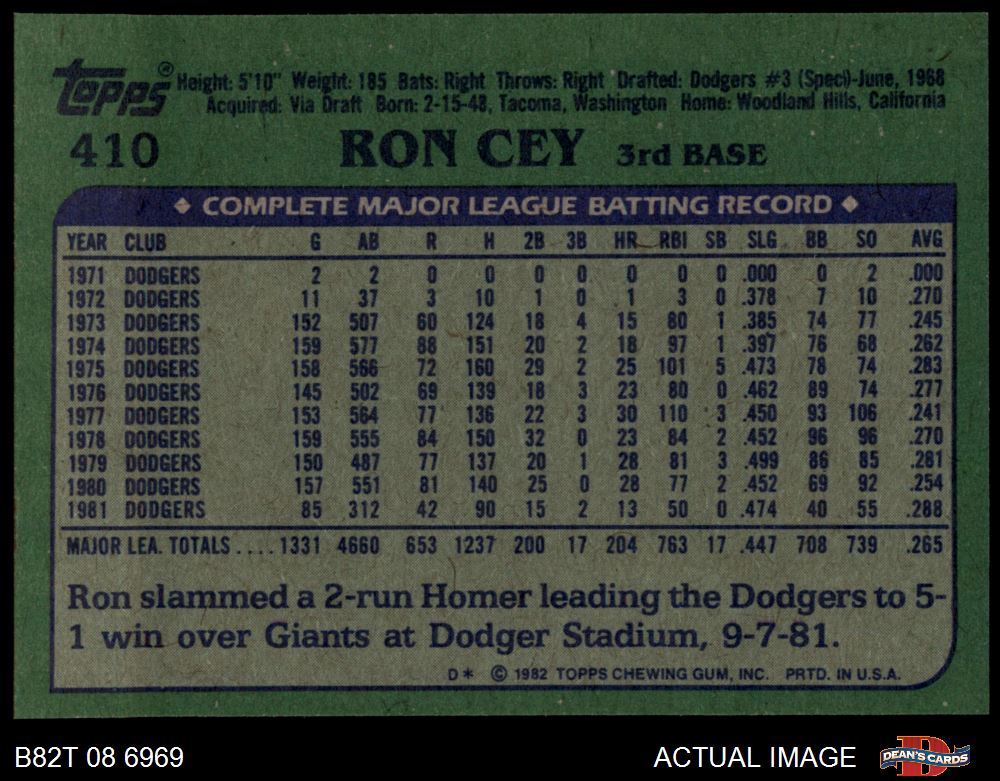 Topps®
Height: 5'10" Weight: 185 Bats: Right Throws: Right Drafted: Dodgers #3 (Spec)-June, 1968
Acquired: Via Draft Born: 2-15-48, Tacoma, Washington Home: Woodland Hills, California
410 RON CEY 3rd BASE
◆ COMPLETE MAJOR LEAGUE BATTING RECORD ◆
YEAR CLUB G AB R H 2B 3B HR RBI SB SLG BB SO AVG
1971 DODGERS 2 2 0 0 0 0 0 0 0 .000 0 2 .000
1972 DODGERS 11 37 3 10 1 0 1 3 0 .378 7 10 .270
1973 DODGERS 152 507 60 124 18 4 15 80 1 .385 74 77 .245
1974 DODGERS 159 577 88 151 20 2 18 97 1 .397 76 68 .262
1975 DODGERS 158 566 72 160 29 2 25 101 5 .473 78 74 .283
1976 DODGERS 145 502 69 139 18 3 23 80 0 .462 89 74 .277
1977 DODGERS 153 564 77 136 22 3 30 110 3 .450 93 106 .241
1978 DODGERS 159 555 84 150 32 0 23 84 2 .452 96 96 .270
1979 DODGERS 150 487 77 137 20 1 28 81 3 .499 86 85 .281
1980 DODGERS 157 551 81 140 25 0 28 77 2 .452 69 92 .254
1981 DODGERS 85 312 42 90 15 2 13 50 0 .474 40 55 .288
MAJOR LEA. TOTALS .... 1331 4660 653 1237 200 17 204 763 17 .447 708 739 .265
Ron slammed a 2-run Homer leading the Dodgers to 5-
1 win over Giants at Dodger Stadium, 9-7-81.
D* © 1982 TOPPS CHEWING GUM, INC. PRTD. IN U.S.A.
B82T 08 6969 ACTUAL IMAGE DEAN'S CARDS